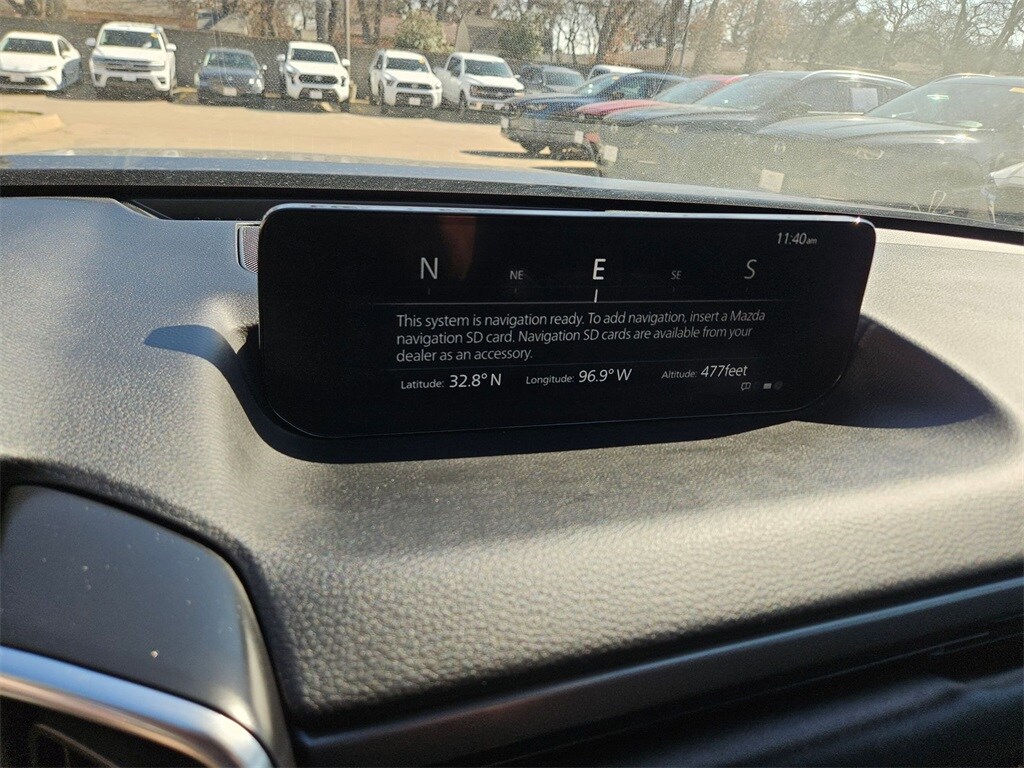 11:40am
N NE E SE S
This system is navigation ready. To add navigation, insert a Mazda
navigation SD card. Navigation SD cards are available from your
dealer as an accessory.
Latitude: 32.8° N Longitude: 96.9° W Altitude: 477feet